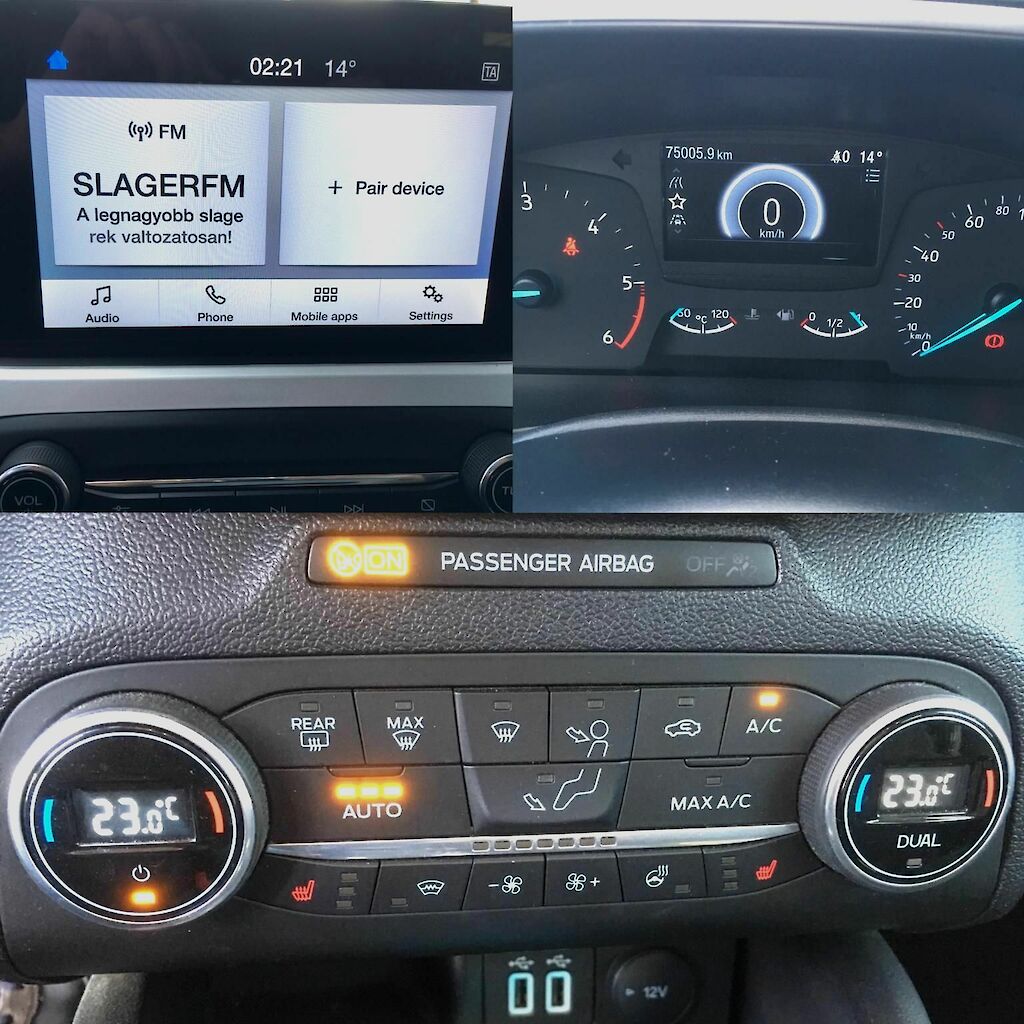 02:21 14° TA
FM
SLAGERFM
A legnagyobb slage
rek valtozatosan!
+ Pair device
Audio Phone Mobile apps Settings
VOL
75005.9 km 0 14°
0
km/h
3
4
5
6
50 °C 120
0 1/2 1
0
10
20
30
40
50
60
80
km/h
ON PASSENGER AIRBAG OFF
REAR MAX A/C
AUTO MAX A/C
23.0°C
23.0°C
DUAL
- +
12V